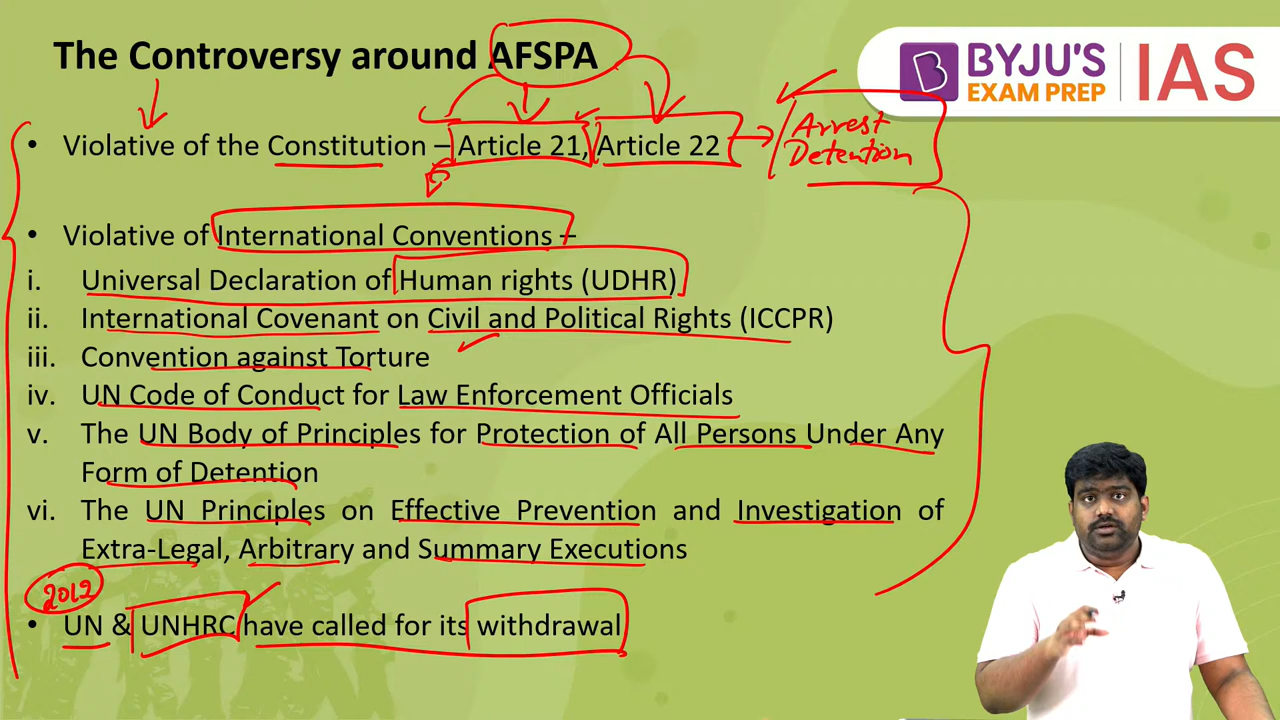 The Controversy around AFSPA
BYJU'S
EXAM PREP
IAS
• Violative of the Constitution – Article 21, Article 22
Arrest
Detention
• Violative of International Conventions –
i. Universal Declaration of Human rights (UDHR)
ii. International Covenant on Civil and Political Rights (ICCPR)
iii. Convention against Torture
iv. UN Code of Conduct for Law Enforcement Officials
v. The UN Body of Principles for Protection of All Persons Under Any
Form of Detention
vi. The UN Principles on Effective Prevention and Investigation of
Extra-Legal, Arbitrary and Summary Executions
2012
• UN & UNHRC have called for its withdrawal